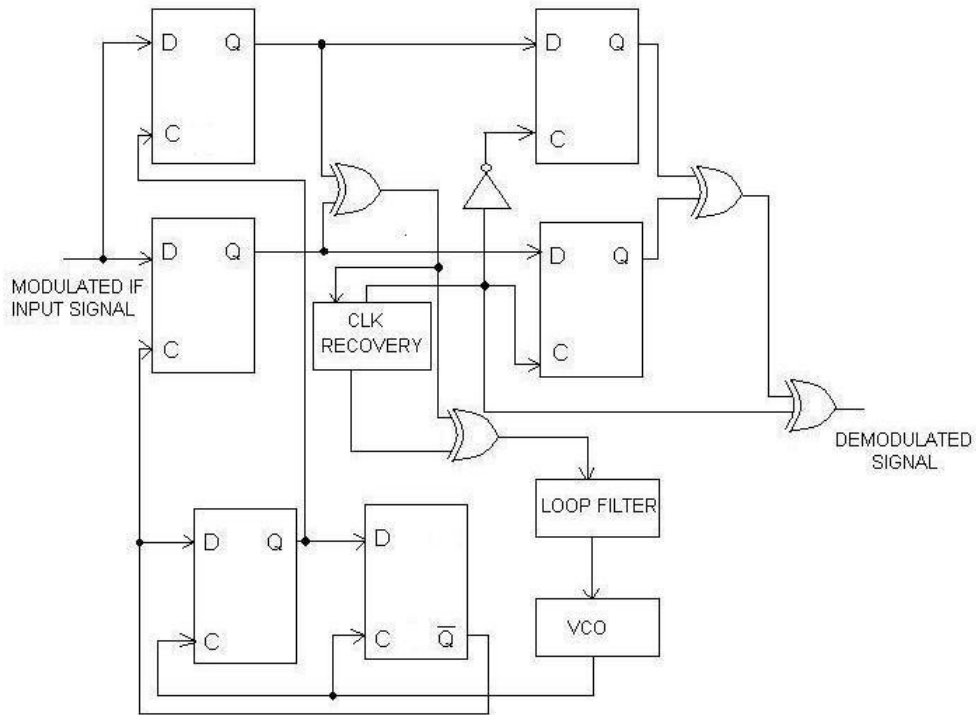 D Q
D Q
C
C
D Q
D Q
MODULATED IF
INPUT SIGNAL
CLK
RECOVERY
C
C
DEMODULATED
SIGNAL
LOOP FILTER
D Q
D
C
C Q̅
VCO